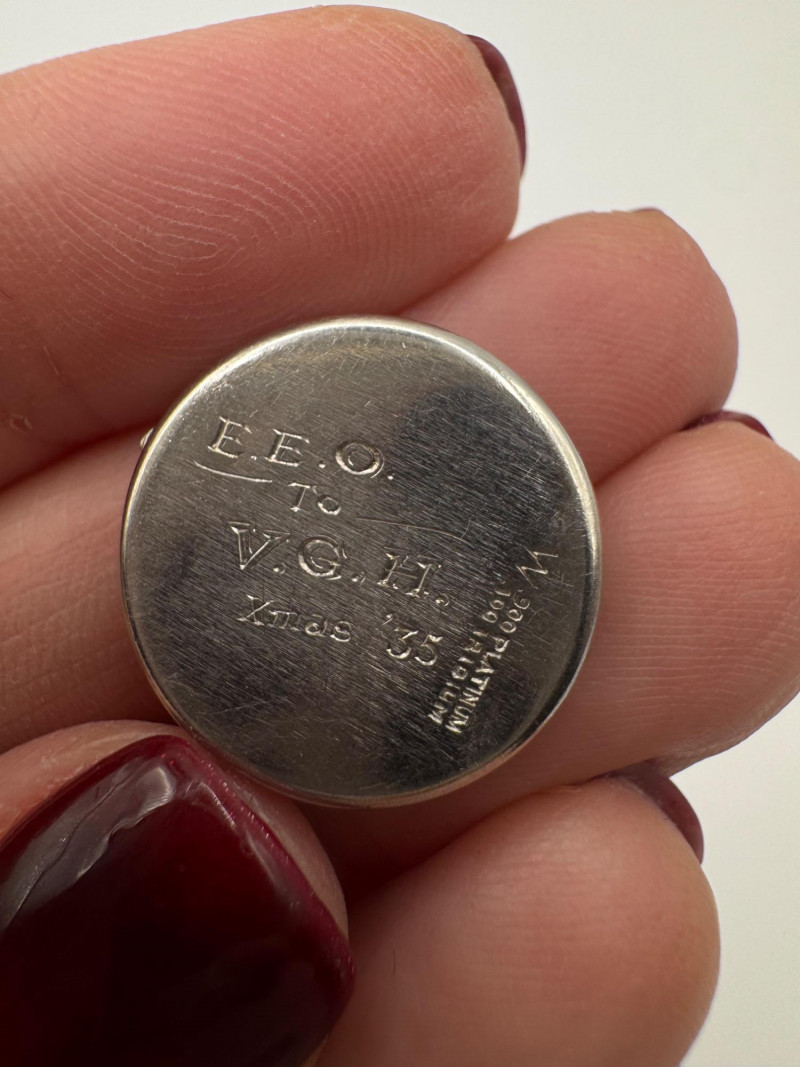 E.E.O.
To
V.G.H.
Xmas '35
W
.900 PLATINUM
.100 IRIDIUM